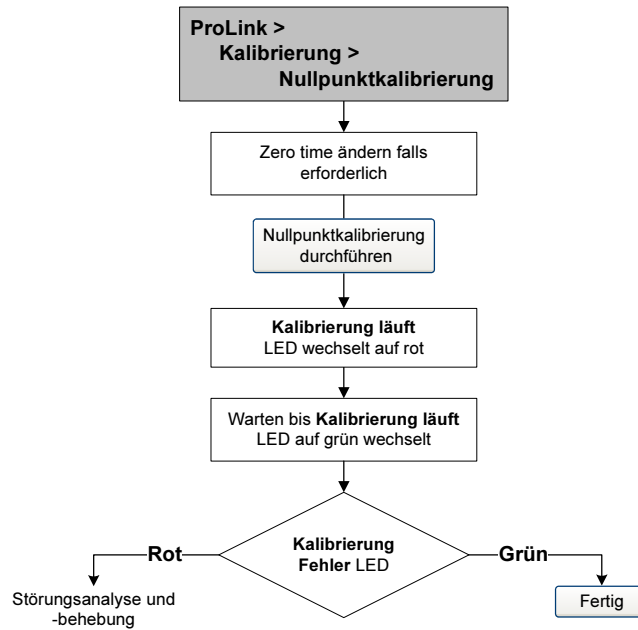 ProLink >
Kalibrierung >
Nullpunktkalibrierung
Zero time ändern falls
erforderlich
Nullpunktkalibrierung
durchführen
Kalibrierung läuft
LED wechselt auf rot
Warten bis Kalibrierung läuft
LED auf grün wechselt
Kalibrierung
Fehler LED
Rot
Grün
Störungsanalyse und
-behebung
Fertig